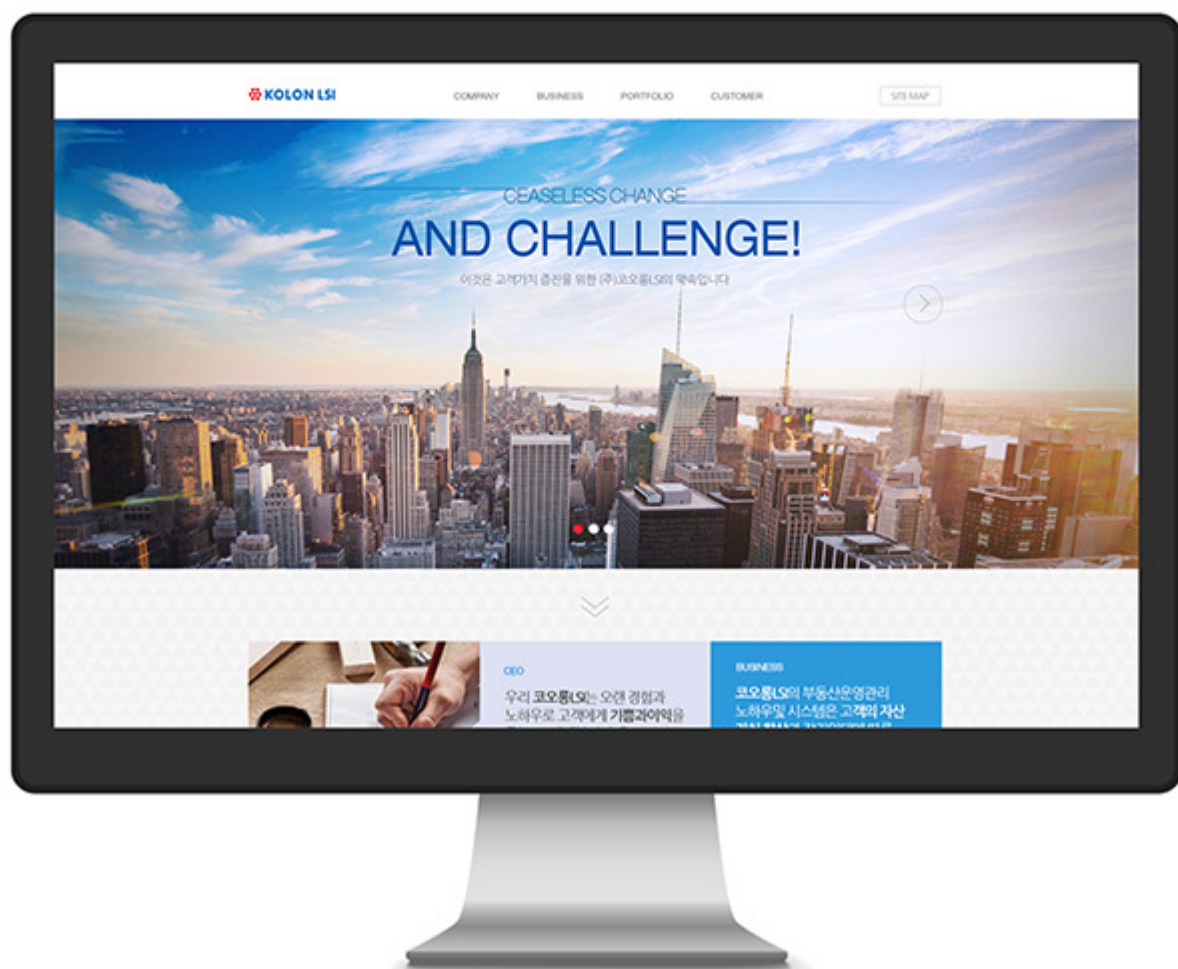 KOLON LSI
COMPANY
BUSINESS
PORTFOLIO
CUSTOMER
SITE MAP
CEASELESS CHANGE
AND CHALLENGE!
이것은 고객가치 증진을 위한 (주)코오롱LSI의 약속입니다
CEO
우리 코오롱LSI는 오랜 경험과
노하우로 고객에게 기쁨과이익을
BUSINESS
코오롱LSI의 부동산운영관리
노하우및 시스템은 고객의 자산